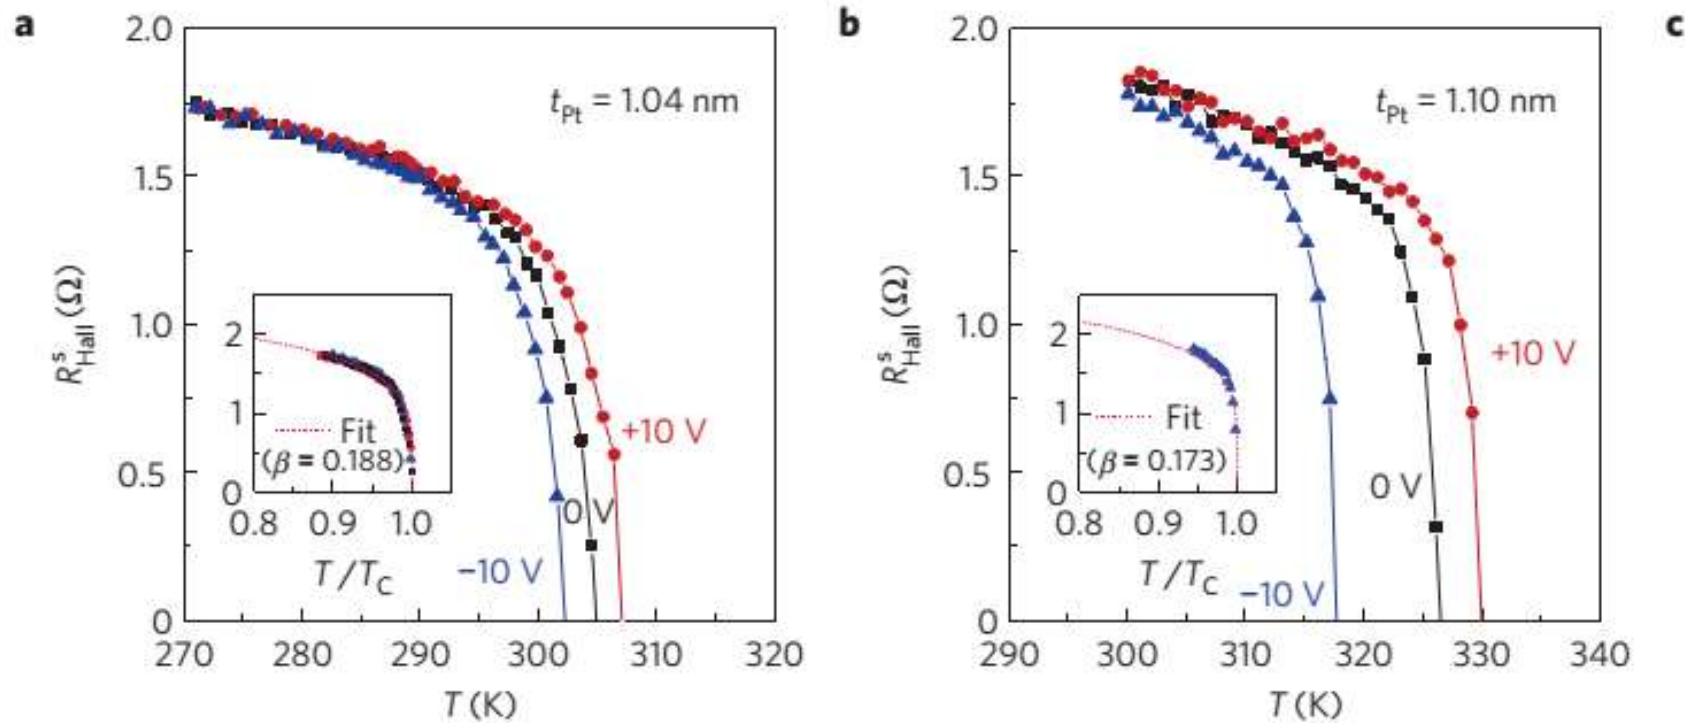 a
2.0
1.5
1.0
0.5
0
R^s_Hall (Ω)
t_Pt = 1.04 nm
+10 V
0 V
−10 V
2
1
0
Fit
(β = 0.188)
0.8 0.9 1.0
T/T_C
270 280 290 300 310 320
T (K)
b
2.0
1.5
1.0
0.5
0
R^s_Hall (Ω)
t_Pt = 1.10 nm
+10 V
0 V
−10 V
2
1
0
Fit
(β = 0.173)
0.8 0.9 1.0
T/T_C
290 300 310 320 330 340
T (K)
c